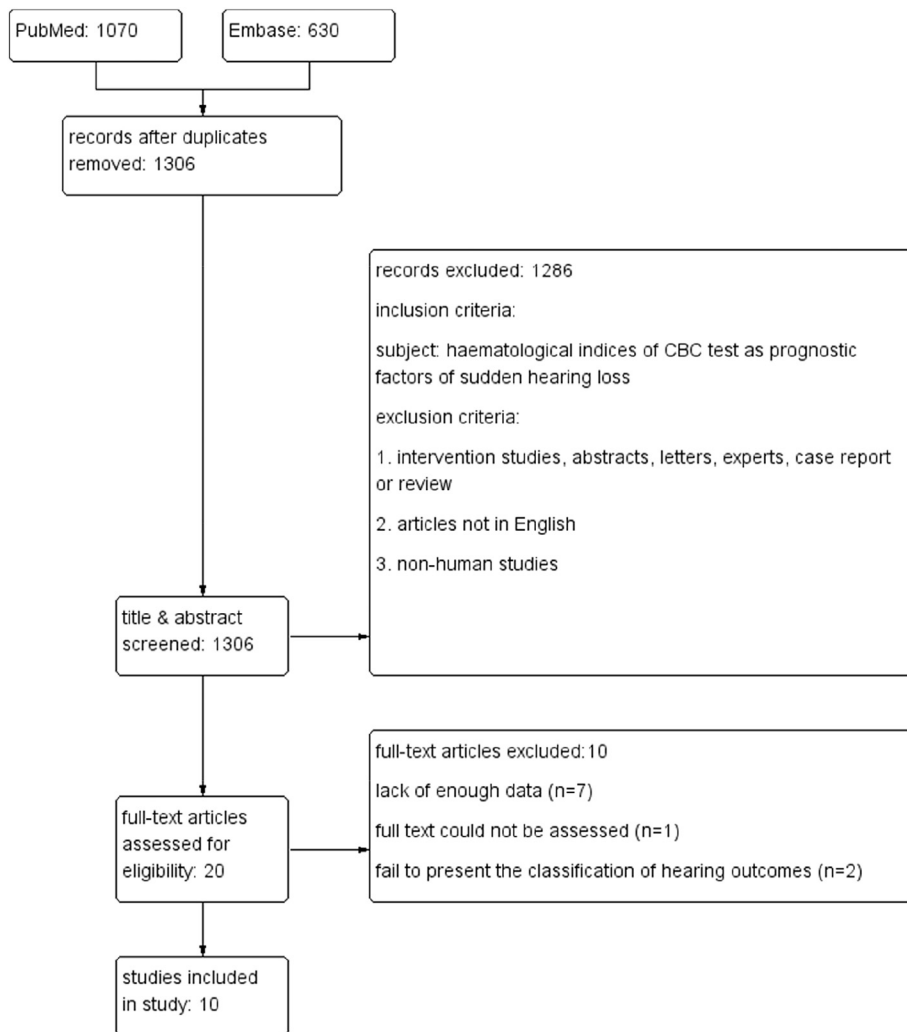 PubMed: 1070
Embase: 630
records after duplicates
removed: 1306
records excluded: 1286
inclusion criteria:
subject: haematological indices of CBC test as prognostic
factors of sudden hearing loss
exclusion criteria:
1. intervention studies, abstracts, letters, experts, case report
or review
2. articles not in English
3. non-human studies
title & abstract
screened: 1306
full-text articles excluded:10
lack of enough data (n=7)
full text could not be assessed (n=1)
fail to present the classification of hearing outcomes (n=2)
full-text articles
assessed for
eligibility: 20
studies included
in study: 10